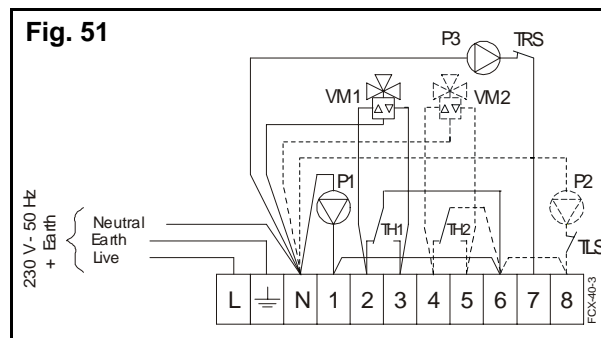 Fig. 51
P3
TRS
VM1
VM2
P1
P2
TH1
TH2
TLS
230 V - 50 Hz
+ Earth
Neutral
Earth
Live
L N 1 2 3 4 5 6 7 8
FCX-40-3